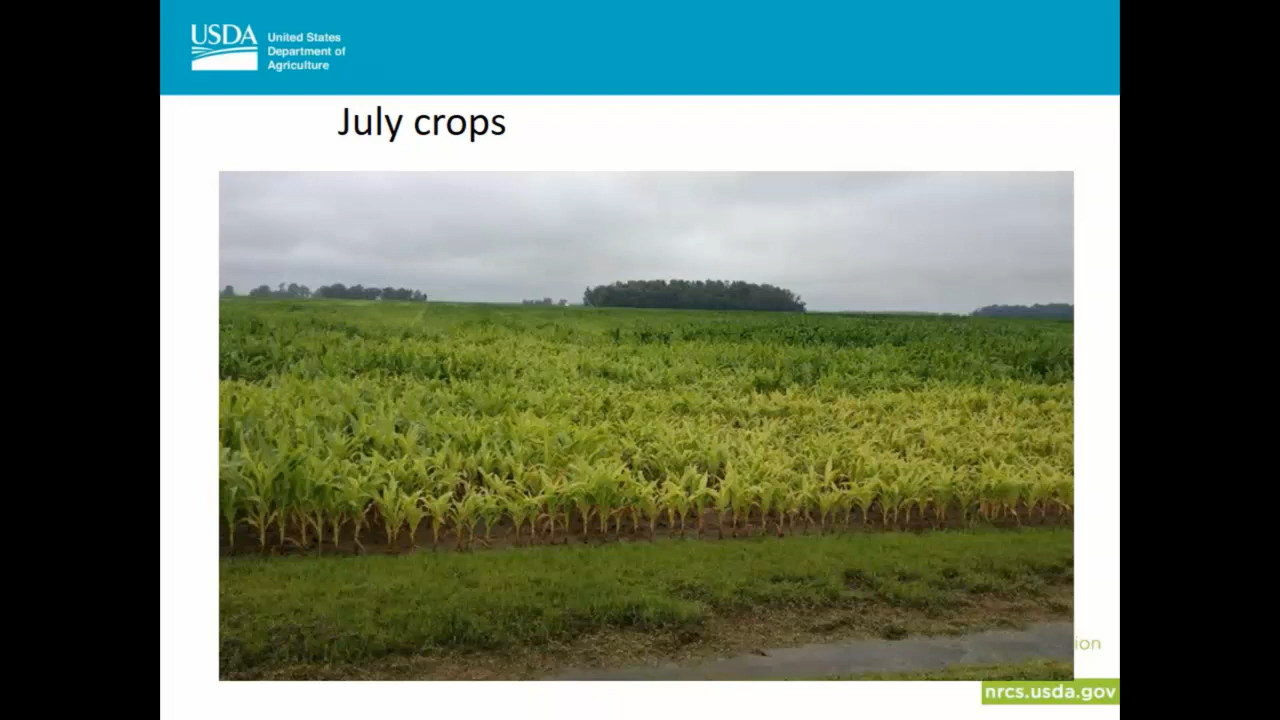 USDA
United States
Department of
Agriculture
July crops
ion
nrcs.usda.gov